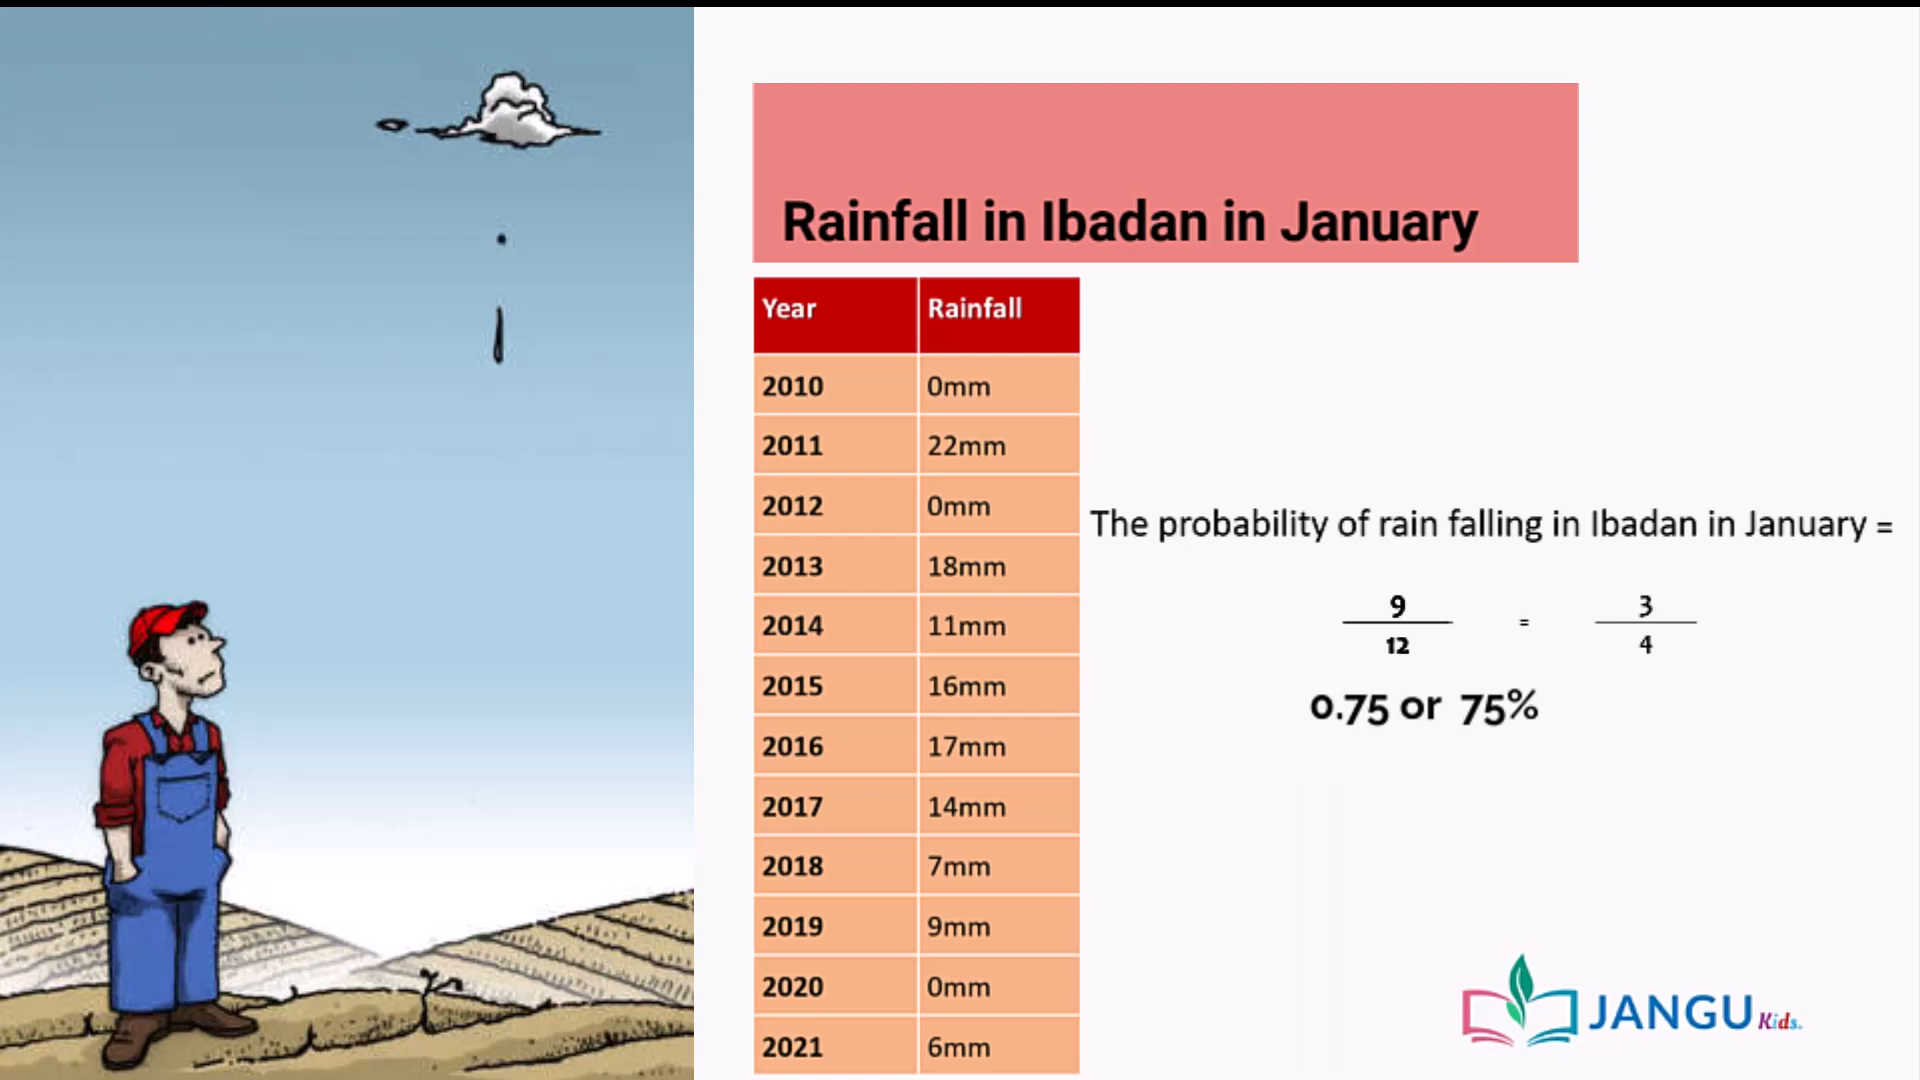 Rainfall in Ibadan in January
Year Rainfall
2010 0mm
2011 22mm
2012 0mm
2013 18mm
2014 11mm
2015 16mm
2016 17mm
2017 14mm
2018 7mm
2019 9mm
2020 0mm
2021 6mm
The probability of rain falling in Ibadan in January =
9 3
=
12 4
0.75 or 75%
JANGU Kids.